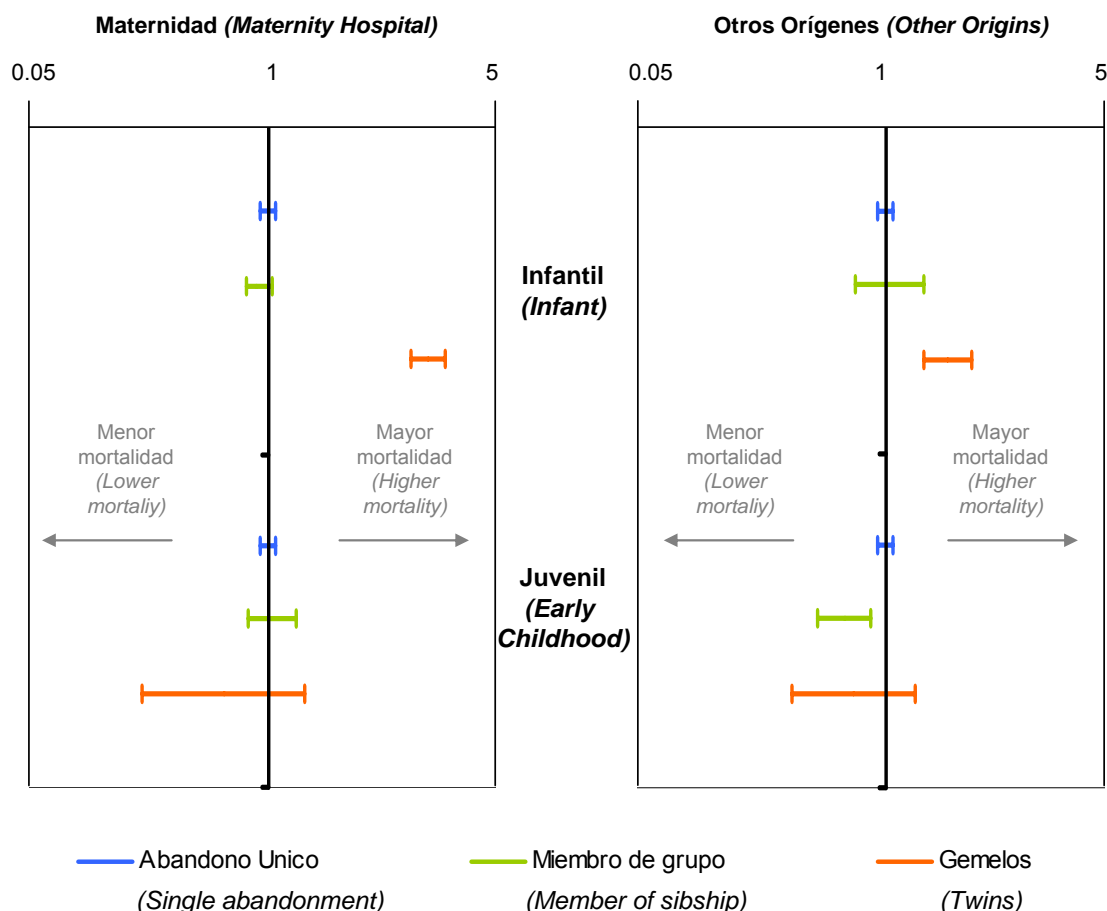 Maternidad (Maternity Hospital)
0.05 1 5
Otros Orígenes (Other Origins)
0.05 1 5
Infantil
(Infant)
Menor
mortalidad
(Lower
mortaliy)
Mayor
mortalidad
(Higher
mortality)
Menor
mortalidad
(Lower
mortaliy)
Mayor
mortalidad
(Higher
mortality)
Juvenil
(Early
Childhood)
Abandono Unico
(Single abandonment)
Miembro de grupo
(Member of sibship)
Gemelos
(Twins)